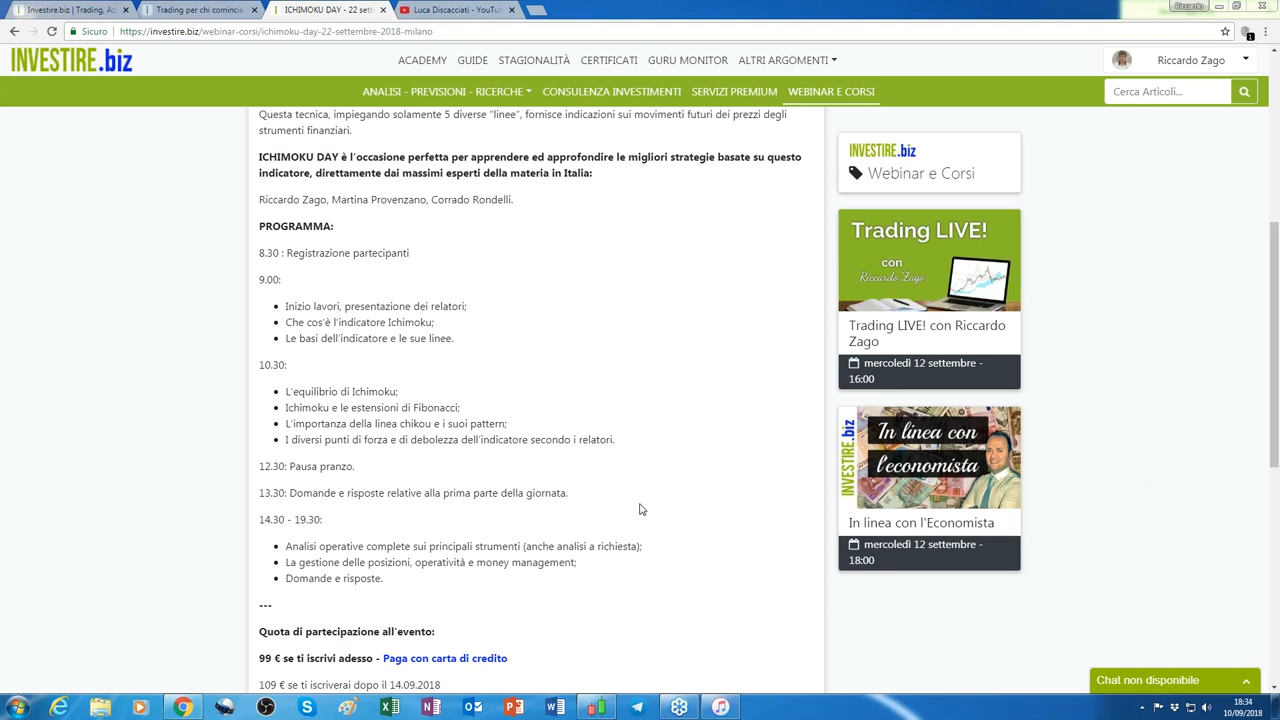 Investire.biz | Trading, Az
Trading per chi comincia
ICHIMOKU DAY - 22 sett
Luca Discacciati - YouTub
Riccardo
Sicuro
https://investire.biz/webinar-corsi/ichimoku-day-22-settembre-2018-milano
1
INVESTIRE.biz
ACADEMY GUIDE STAGIONALITÀ CERTIFICATI GURU MONITOR ALTRI ARGOMENTI
Riccardo Zago
ANALISI - PREVISIONI - RICERCHE CONSULENZA INVESTIMENTI SERVIZI PREMIUM WEBINAR E CORSI
Cerca Articoli...
Questa tecnica, impiegando solamente 5 diverse "linee", fornisce indicazioni sui movimenti futuri dei prezzi degli
strumenti finanziari.
ICHIMOKU DAY è l'occasione perfetta per apprendere ed approfondire le migliori strategie basate su questo
indicatore, direttamente dai massimi esperti della materia in Italia:
Riccardo Zago, Martina Provenzano, Corrado Rondelli.
PROGRAMMA:
8.30 : Registrazione partecipanti
9.00:
• Inizio lavori, presentazione dei relatori;
• Che cos'è l'indicatore Ichimoku;
• Le basi dell'indicatore e le sue linee.
10.30:
• L'equilibrio di Ichimoku;
• Ichimoku e le estensioni di Fibonacci;
• L'importanza della linea chikou e i suoi pattern;
• I diversi punti di forza e di debolezza dell'indicatore secondo i relatori.
12.30: Pausa pranzo.
13.30: Domande e risposte relative alla prima parte della giornata.
14.30 - 19.30:
• Analisi operative complete sui principali strumenti (anche analisi a richiesta);
• La gestione delle posizioni, operatività e money management;
• Domande e risposte.
---
Quota di partecipazione all'evento:
99 € se ti iscrivi adesso - Paga con carta di credito
109 € se ti iscriverai dopo il 14.09.2018
INVESTIRE.biz
Webinar e Corsi
Trading LIVE!
con
Riccardo Zago
Trading LIVE! con Riccardo
Zago
mercoledì 12 settembre -
16:00
INVESTIRE.biz
In linea con
l'economista
In linea con l'Economista
mercoledì 12 settembre -
18:00
Chat non disponibile
18:34
10/09/2018